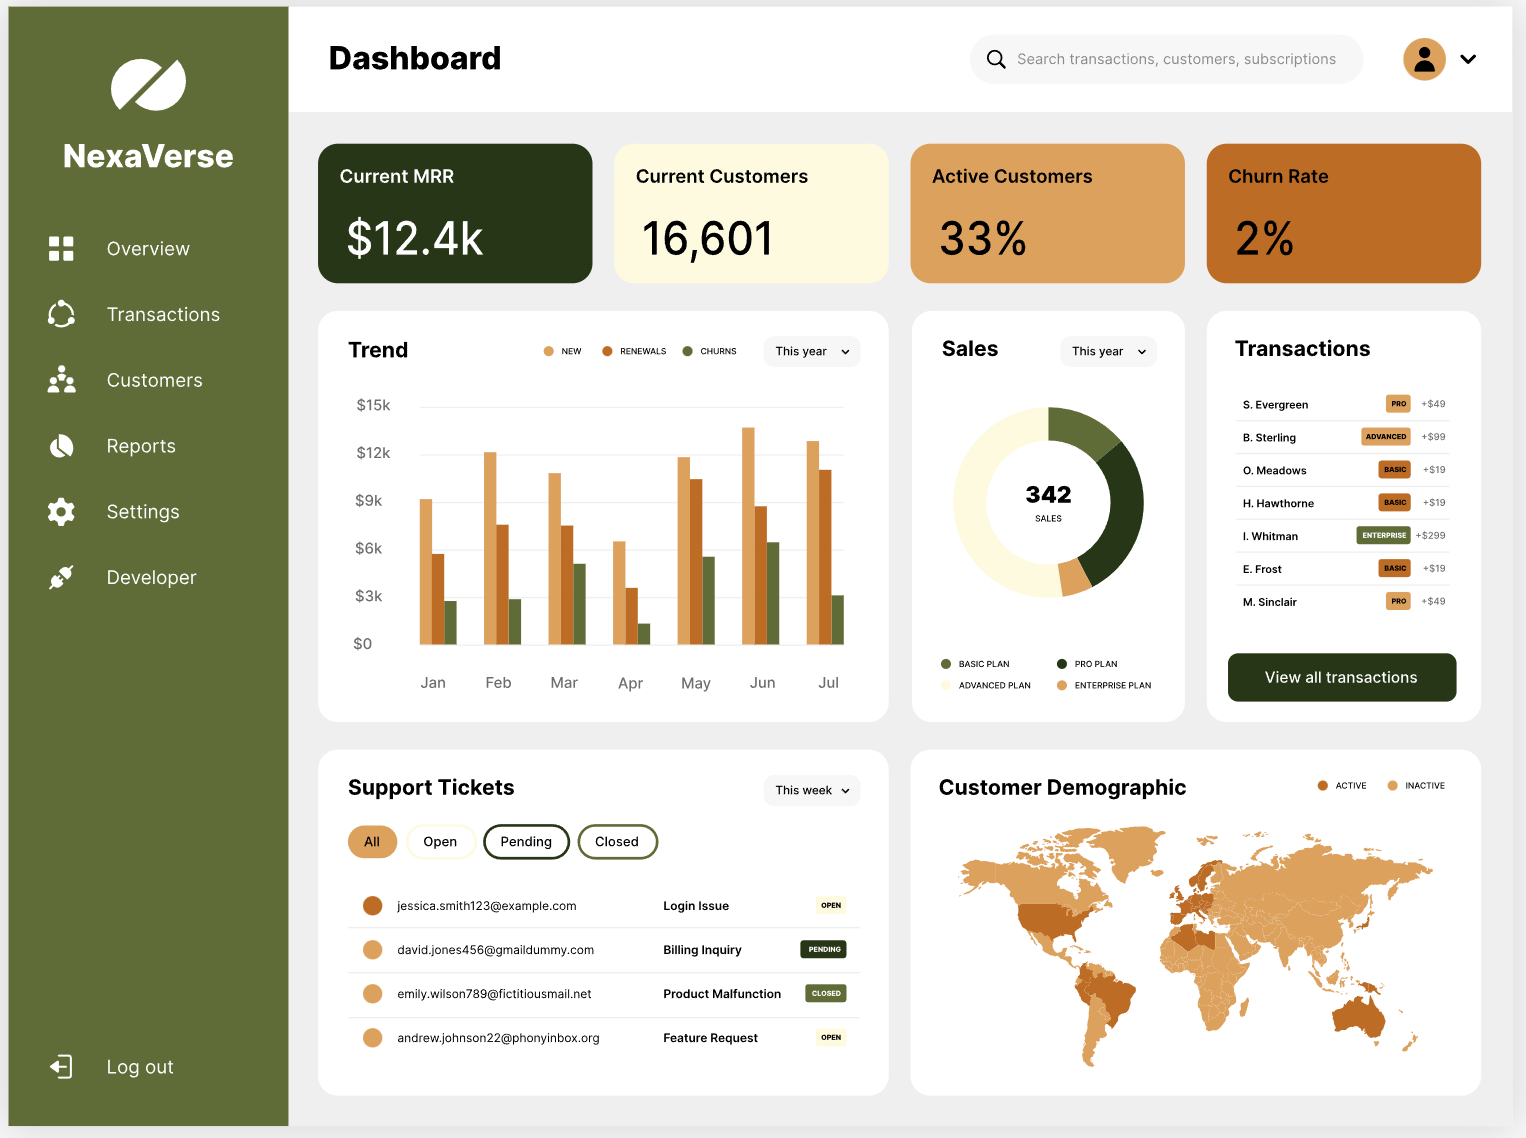 NexaVerse
Overview
Transactions
Customers
Reports
Settings
Developer
Log out
Dashboard
Search transactions, customers, subscriptions
Current MRR
$12.4k
Current Customers
16,601
Active Customers
33%
Churn Rate
2%
Trend
NEW RENEWALS CHURNS
This year
$15k
$12k
$9k
$6k
$3k
$0
Jan Feb Mar Apr May Jun Jul
Sales
This year
342
SALES
BASIC PLAN PRO PLAN
ADVANCED PLAN ENTERPRISE PLAN
Transactions
S. Evergreen PRO +$49
B. Sterling ADVANCED +$99
O. Meadows BASIC +$19
H. Hawthorne BASIC +$19
I. Whitman ENTERPRISE +$299
E. Frost BASIC +$19
M. Sinclair PRO +$49
View all transactions
Support Tickets
This week
All Open Pending Closed
jessica.smith123@example.com Login Issue OPEN
david.jones456@gmaildummy.com Billing Inquiry PENDING
emily.wilson789@fictitiousmail.net Product Malfunction CLOSED
andrew.johnson22@phonyinbox.org Feature Request OPEN
Customer Demographic
ACTIVE INACTIVE